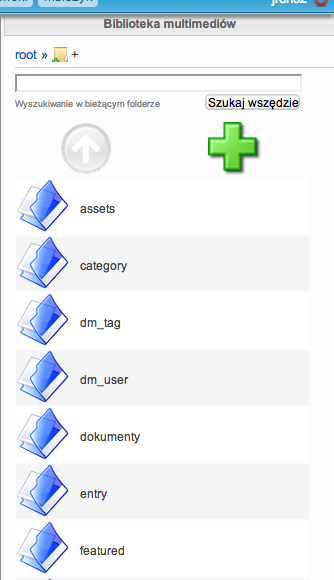 Biblioteka multimediów
root » +
Wyszukiwanie w bieżącym folderze
Szukaj wszędzie
assets
category
dm_tag
dm_user
dokumenty
entry
featured